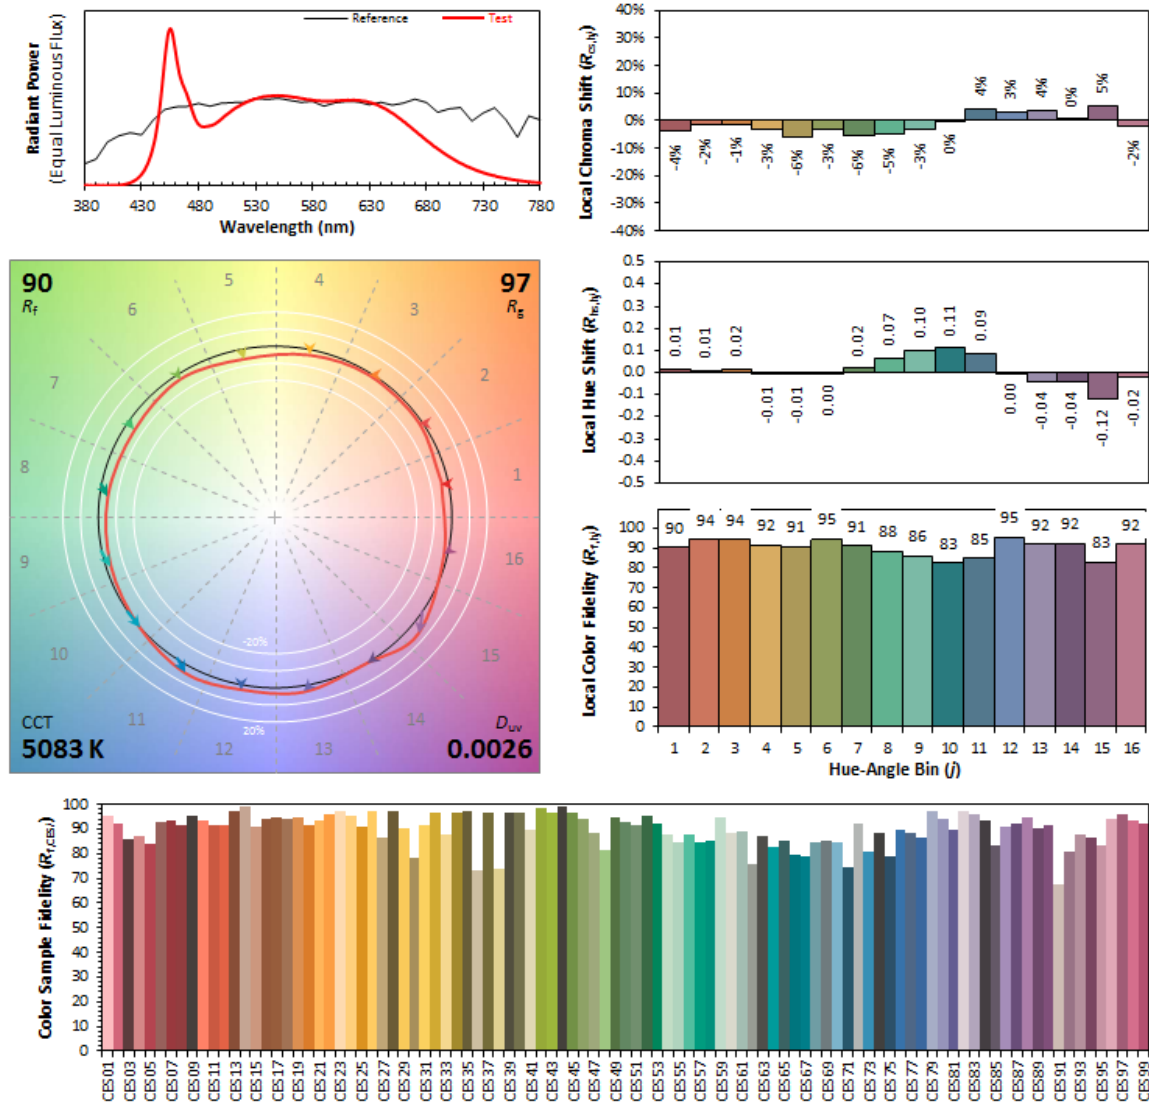 Radiant Power
(Equal Luminous Flux)
Reference
Test
380 430 480 530 580 630 680 730 780
Wavelength (nm)
Local Chroma Shift (Rcs,hj)
40%
30%
20%
10%
0%
-10%
-20%
-30%
-40%
-4% -2% -1% -3% -6% -3% -6% -5% -3% 0% 4% 3% 4% 0% 5% -2%
90
Rf
97
Rg
5 4
6 3
7 2
8 1
9 16
10 15
11 14
12 13
-20%
20%
CCT
5083 K
Duv
0.0026
Local Hue Shift (Rhs,hj)
0.5
0.4
0.3
0.2
0.1
0.0
-0.1
-0.2
-0.3
-0.4
-0.5
0.01 0.01 0.02 -0.01 -0.01 0.00 0.02 0.07 0.10 0.11 0.09 0.00 -0.04 -0.04 -0.12 -0.02
Local Color Fidelity (Rf,hj)
100
90
80
70
60
50
40
30
20
10
0
90 94 94 92 91 95 91 88 86 83 85 95 92 92 83 92
1 2 3 4 5 6 7 8 9 10 11 12 13 14 15 16
Hue-Angle Bin (j)
Color Sample Fidelity (Rf,CESi)
100
90
80
70
60
50
40
30
20
10
0
CES01 CES03 CES05 CES07 CES09 CES11 CES13 CES15 CES17 CES19 CES21 CES23 CES25 CES27 CES29 CES31 CES33 CES35 CES37 CES39 CES41 CES43 CES45 CES47 CES49 CES51 CES53 CES55 CES57 CES59 CES61 CES63 CES65 CES67 CES69 CES71 CES73 CES75 CES77 CES79 CES81 CES83 CES85 CES87 CES89 CES91 CES93 CES95 CES97 CES99